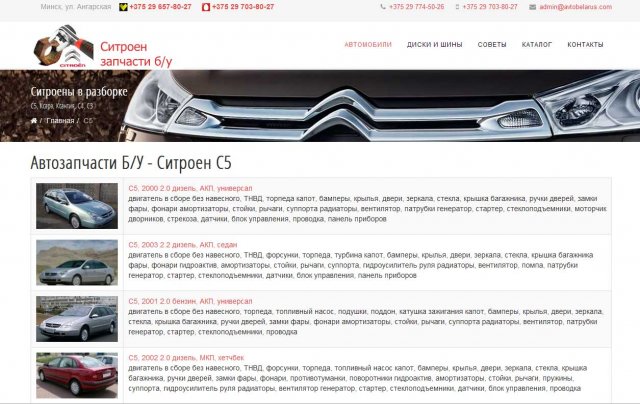 Минск, ул. Ангарская +375 29 657-80-27 +375 29 703-80-27 +375 29 774-50-26 +375 29 703-80-27 admin@avtobelarus.com
CITROËN
Ситроен
запчасти б/у
АВТОМОБИЛИ ДИСКИ И ШИНЫ СОВЕТЫ КАТАЛОГ КОНТАКТЫ
Ситроены в разборке
С5, Ксара, Ксантия, С4, С3
/ Главная / С5
Автозапчасти Б/У - Ситроен С5
С5, 2000 2.0 дизель, АКП, универсал
двигатель в сборе без навесного, ТНВД, торпеда капот, бамперы, крылья, двери, зеркала, стекла, крышка багажника, ручки дверей, замки
фары, фонари амортизаторы, стойки, рычаги, суппорта радиаторы, вентилятор, патрубки генератор, стартер, стеклоподъемники, моторчик
дворников, стрекоза, датчики, блок управления, проводка, панель приборов
С5, 2003 2.2 дизель, АКП, седан
двигатель в сборе без навесного, ТНВД, форсунки, торпеда, турбина капот, бамперы, крылья, двери, зеркала, стекла, крышка багажника
фары, фонари гидроактив, амортизаторы, стойки, рычаги, суппорта, гидроусилитель руля радиаторы, вентилятор, помпа, патрубки
генератор, стартер, стеклоподъемники, датчики, блок управления, панель приборов
С5, 2001 2.0 бензин, АКП, универсал
двигатель в сборе без навесного, торпеда, топливный насос, подушки, поддон, катушка зажигания капот, бамперы, крылья, двери, зеркала,
стекла, крышка багажника, ручки дверей, замки фары, фонари амортизаторы, стойки, рычаги, суппорта радиаторы, вентилятор, патрубки
генератор, стартер, стеклоподъемники, проводка
С5, 2002 2.0 дизель, МКП, хетчбек
двигатель в сборе без навесного, ТНВД, форсунки, торпеда, топливный насос капот, бамперы, крылья, двери, зеркала, стекла, крышка
багажника, ручки дверей, замки фары, фонари, противотуманки, поворотники гидроактив, амортизаторы, стойки, рычаги, пружины,
суппорта, гидроусилитель руля радиаторы, вентилятор генератор, стартер, стеклоподъемники, датчики, блок управления, проводка